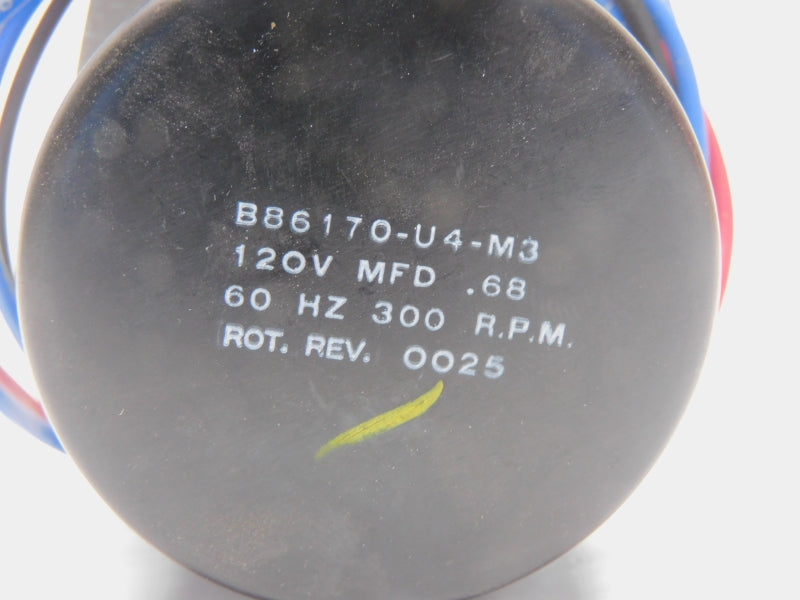 B86170-U4-M3
120V MFD .68
60 HZ 300 R.P.M.
ROT. REV. 0025